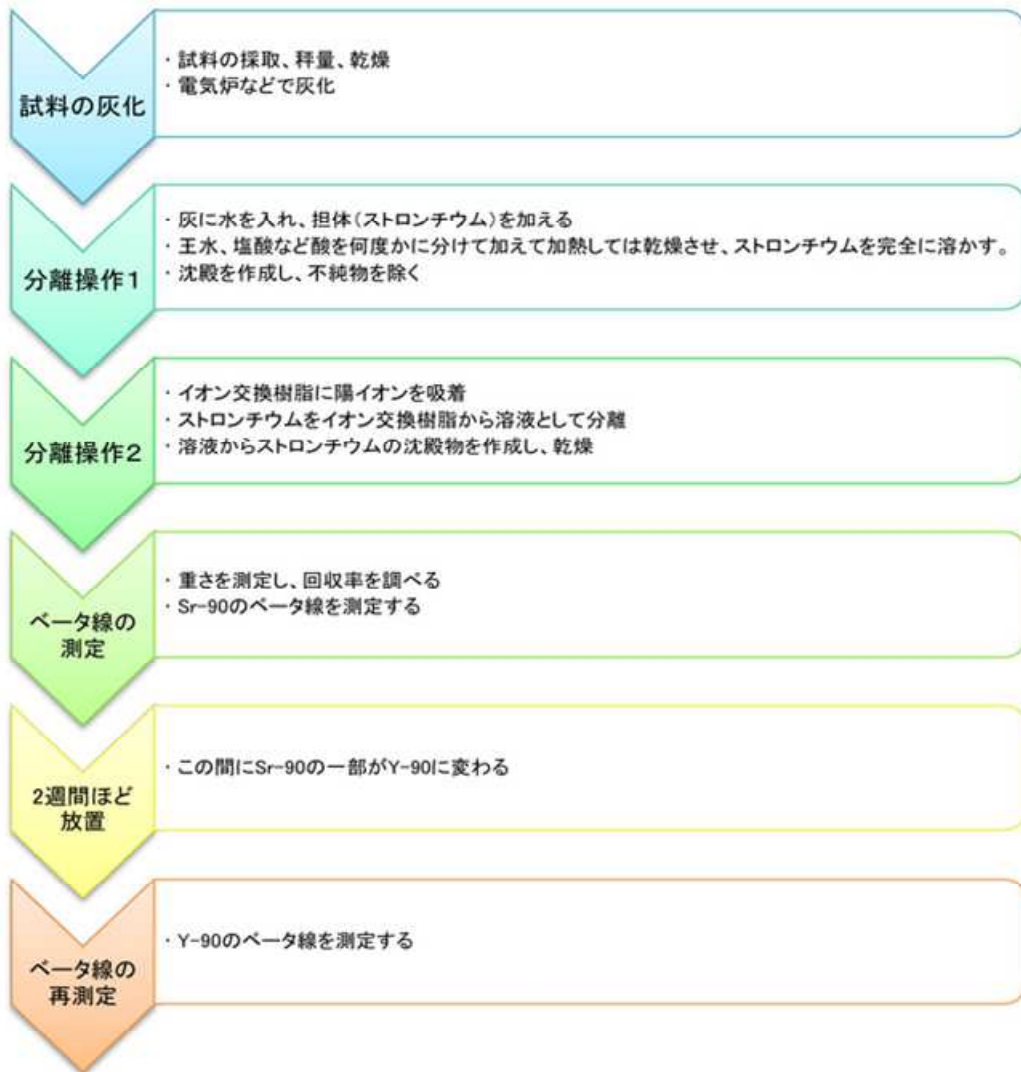 試料の灰化
・試料の採取、秤量、乾燥
・電気炉などで灰化
分離操作1
・灰に水を入れ、担体(ストロンチウム)を加える
・王水、塩酸など酸を何度かに分けて加えて加熱しては乾燥させ、ストロンチウムを完全に溶かす。
・沈殿を作成し、不純物を除く
分離操作2
・イオン交換樹脂に陽イオンを吸着
・ストロンチウムをイオン交換樹脂から溶液として分離
・溶液からストロンチウムの沈殿物を作成し、乾燥
ベータ線の
測定
・重さを測定し、回収率を調べる
・Sr-90のベータ線を測定する
2週間ほど
放置
・この間にSr-90の一部がY-90に変わる
ベータ線の
再測定
・Y-90のベータ線を測定する